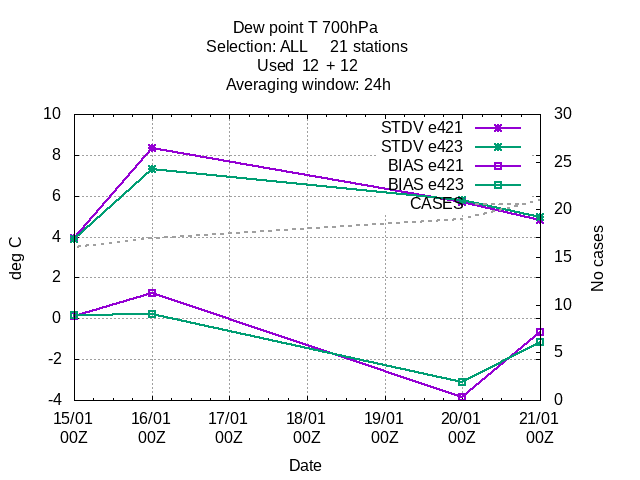 Dew point T 700hPa
Selection: ALL     21 stations
Used  12  + 12
Averaging window: 24h
10
8
6
4
2
0
-2
-4
deg C
30
25
20
15
10
5
0
No cases
STDV e421
STDV e423
BIAS e421
BIAS e423
CASES
15/01 16/01 17/01 18/01 19/01 20/01 21/01
00Z 00Z 00Z 00Z 00Z 00Z 00Z
Date